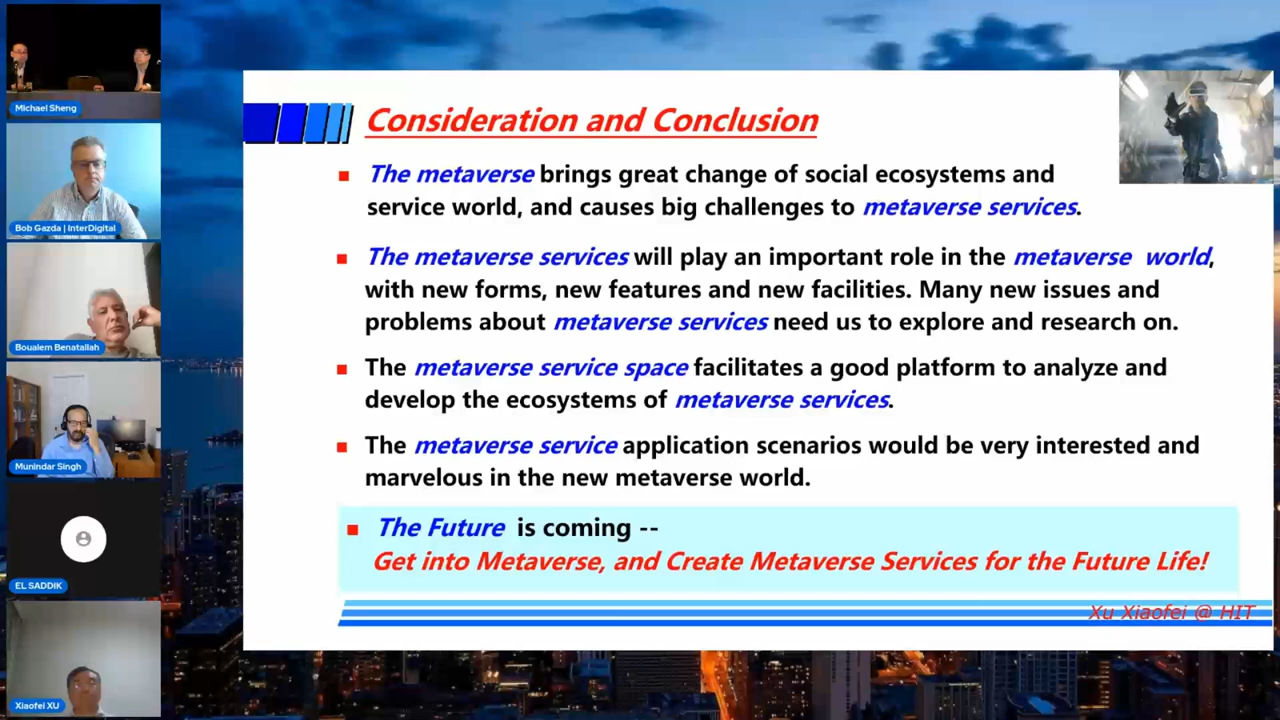 Michael Sheng
Bob Gazda | InterDigital
Boualem Benatallah
Munindar Singh
EL SADDIK
Xiaofei XU
Consideration and Conclusion
The metaverse brings great change of social ecosystems and
service world, and causes big challenges to metaverse services.
The metaverse services will play an important role in the metaverse world,
with new forms, new features and new facilities. Many new issues and
problems about metaverse services need us to explore and research on.
The metaverse service space facilitates a good platform to analyze and
develop the ecosystems of metaverse services.
The metaverse service application scenarios would be very interested and
marvelous in the new metaverse world.
The Future is coming --
Get into Metaverse, and Create Metaverse Services for the Future Life!
Xu Xiaofei @ HIT